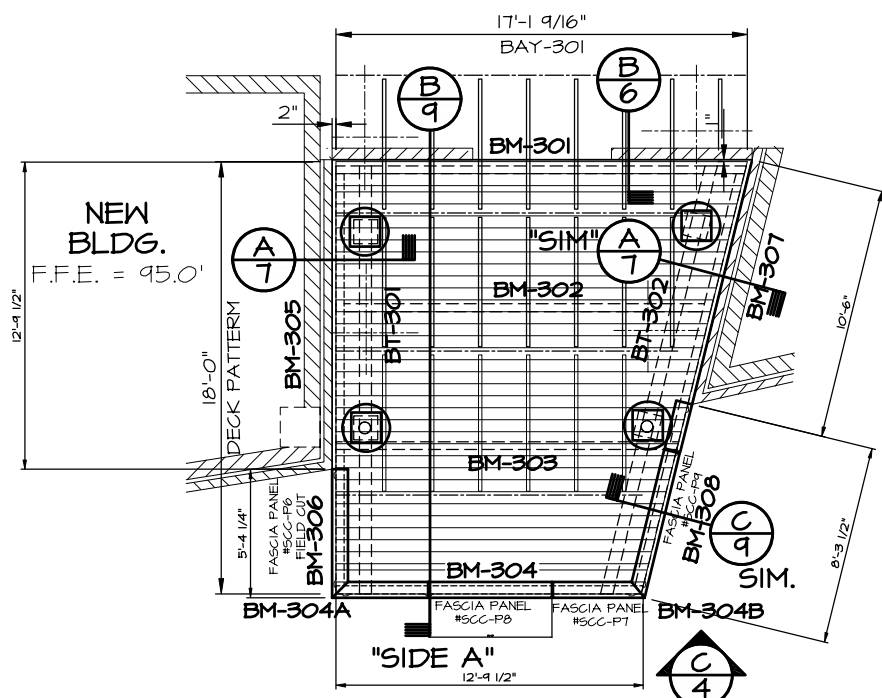 17'-1 9/16"
BAY-301
B
9
B
6
2"
1"
BM-301
NEW
BLDG.
F.F.E. = 95.0'
A
7
"SIM"
A
7
BM-307
12'-9 1/2"
18'-0"
DECK PATTERM
BM-305
BT-301
BM-302
BT-302
10'-6"
BM-303
5'-4 1/4"
FASCIA PANEL
#SCC-P6
FIELD CUT
BM-306
FASCIA PANEL
#SCC-P9
BM-308
C
9
SIM.
8'-3 1/2"
BM-304
BM-304A
FASCIA PANEL
#SCC-P8
FASCIA PANEL
#SCC-P7
BM-304B
"SIDE A"
12'-9 1/2"
C
4